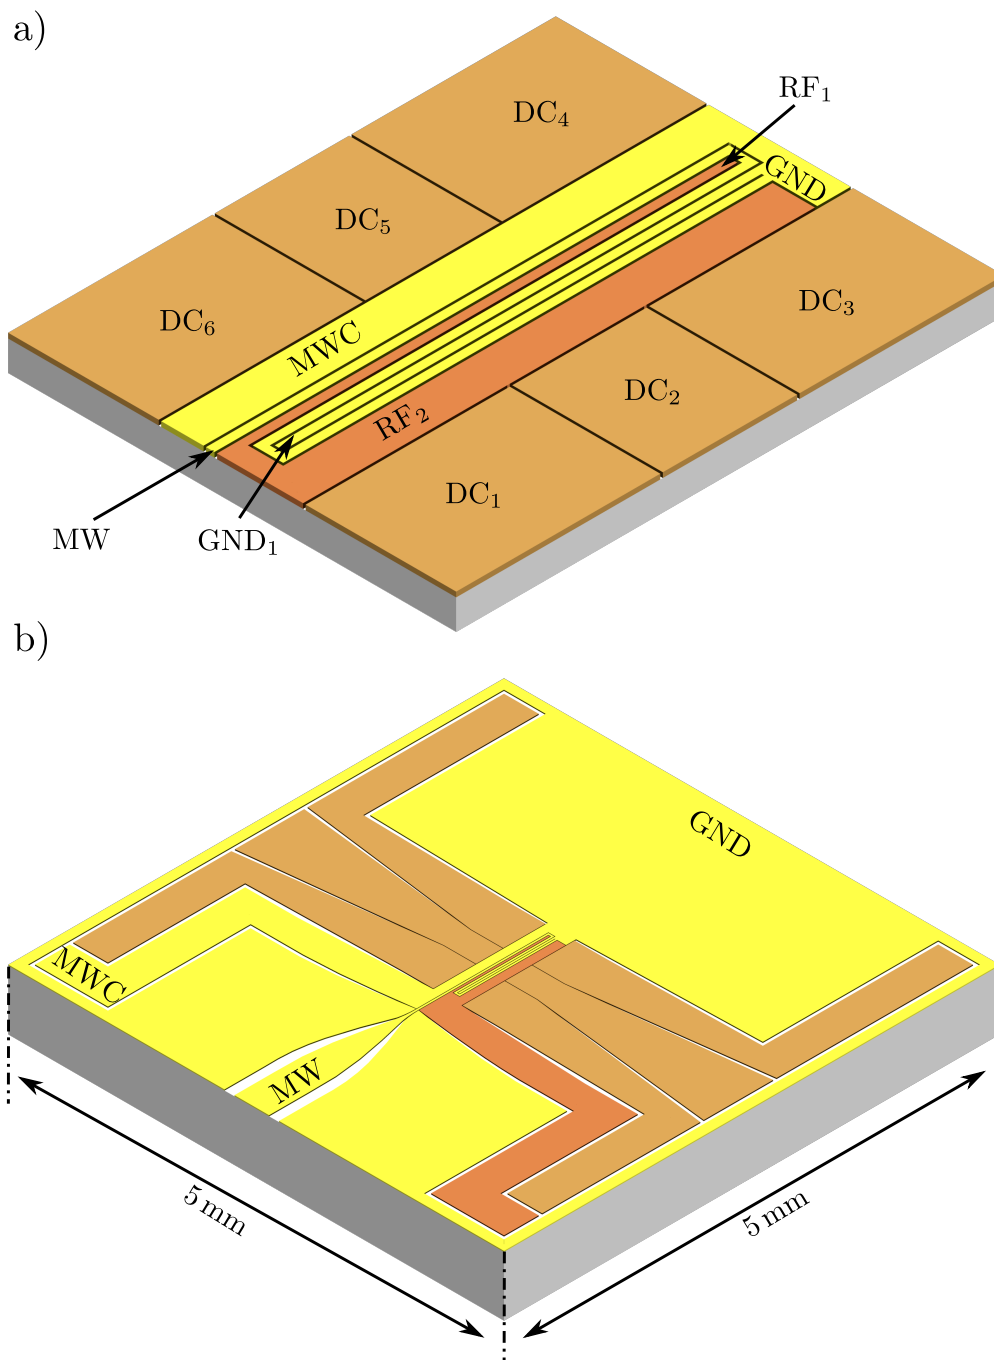 a)
RF₁
DC₄
GND
DC₅
DC₃
DC₆
MWC
DC₂
RF₂
DC₁
MW
GND₁
b)
GND
MWC
MW
5 mm
5 mm